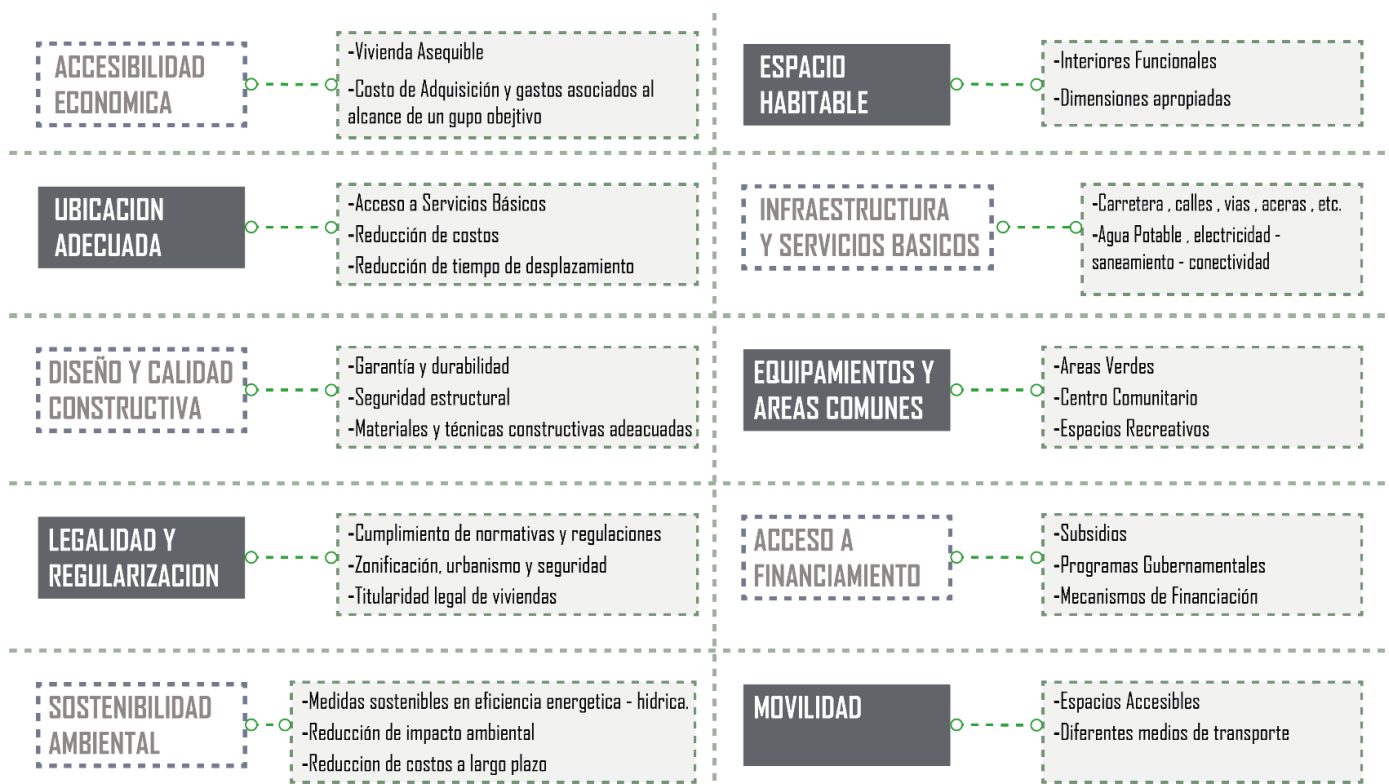 ACCESIBILIDAD
ECONOMICA
-Vivienda Asequible
-Costo de Adquisición y gastos asociados al
alcance de un gupo obejtivo
ESPACIO
HABITABLE
-Interiores Funcionales
-Dimensiones apropiadas
UBICACION
ADECUADA
-Acceso a Servicios Básicos
-Reducción de costos
-Reducción de tiempo de desplazamiento
INFRAESTRUCTURA
Y SERVICIOS BASICOS
-Carretera , calles , vias , aceras , etc.
-Agua Potable , electricidad -
saneamiento - conectividad
DISEÑO Y CALIDAD
CONSTRUCTIVA
-Garantía y durabilidad
-Seguridad estructural
-Materiales y técnicas constructivas adeacuadas
EQUIPAMIENTOS Y
AREAS COMUNES
-Areas Verdes
-Centro Comunitario
-Espacios Recreativos
LEGALIDAD Y
REGULARIZACION
-Cumplimiento de normativas y regulaciones
-Zonificación, urbanismo y seguridad
-Titularidad legal de viviendas
ACCESO A
FINANCIAMIENTO
-Subsidios
-Programas Gubernamentales
-Mecanismos de Financiación
SOSTENIBILIDAD
AMBIENTAL
-Medidas sostenibles en eficiencia energetica - hidrica.
-Reducción de impacto ambiental
-Reduccion de costos a largo plazo
MOVILIDAD
-Espacios Accesibles
-Diferentes medios de transporte